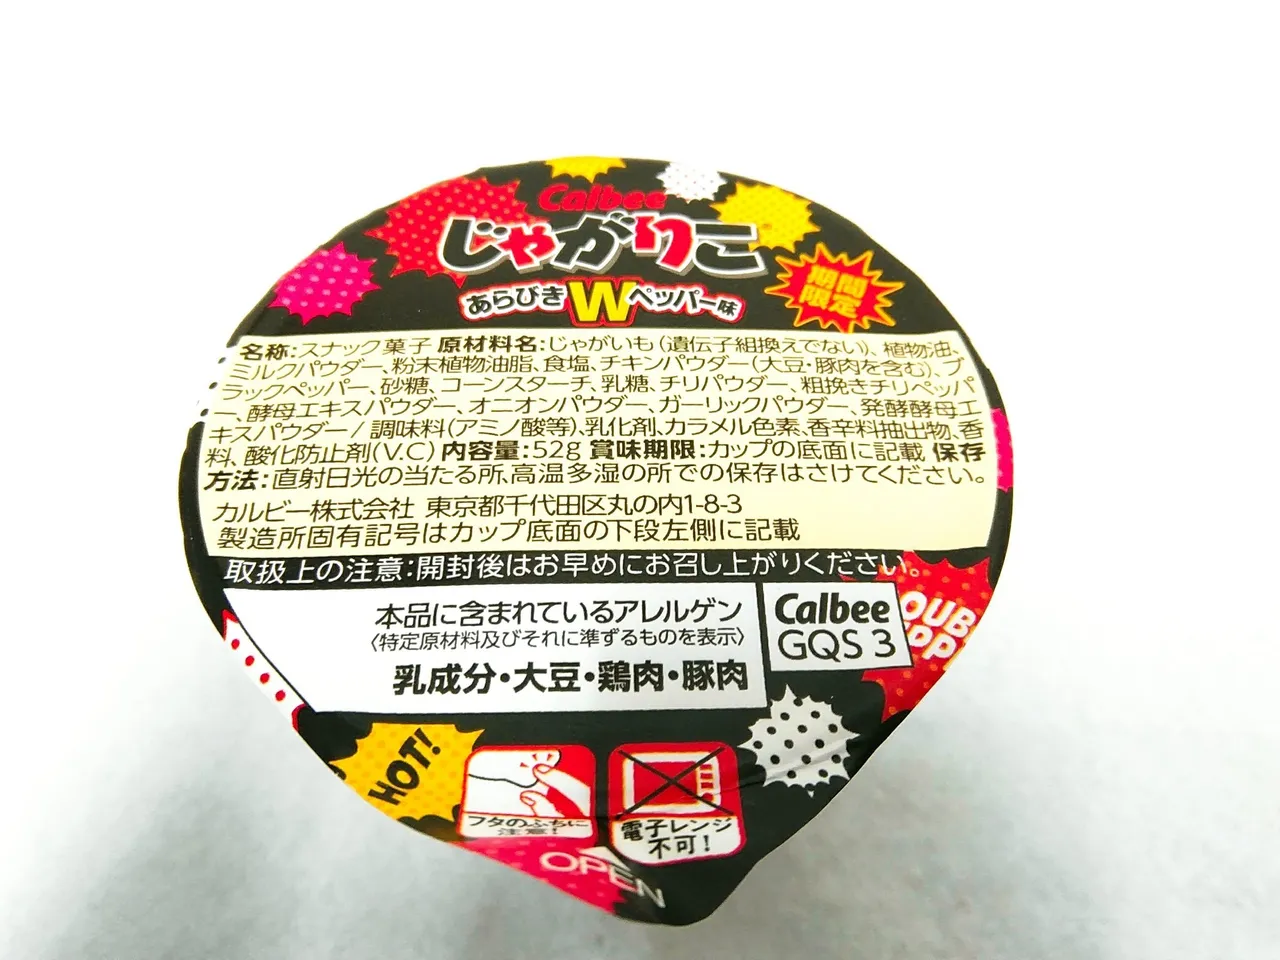 Calbee
じゃがりこ
あらびきWペッパー味
期間
限定
名称:スナック菓子 原材料名:じゃがいも(遺伝子組換えでない)、植物油、
ミルクパウダー、粉末植物油脂、食塩、チキンパウダー(大豆・豚肉を含む)、ブ
ラックペッパー、砂糖、コーンスターチ、乳糖、チリパウダー、粗挽きチリペッパ
ー、酵母エキスパウダー、オニオンパウダー、ガーリックパウダー、発酵酵母エ
キスパウダー/調味料(アミノ酸等)、乳化剤、カラメル色素、香辛料抽出物、香
料、酸化防止剤(V.C) 内容量:52g 賞味期限:カップの底面に記載 保存
方法:直射日光の当たる所、高温多湿の所での保存はさけてください。
カルビー株式会社 東京都千代田区丸の内1-8-3
製造所固有記号はカップ底面の下段左側に記載
取扱上の注意:開封後はお早めにお召し上がりください。
本品に含まれているアレルゲン
〈特定原材料及びそれに準ずるものを表示〉
乳成分・大豆・鶏肉・豚肉
Calbee
GQS 3
OUB
PP
HOT!
フタのふちに
注意!
電子レンジ
不可!
OPEN